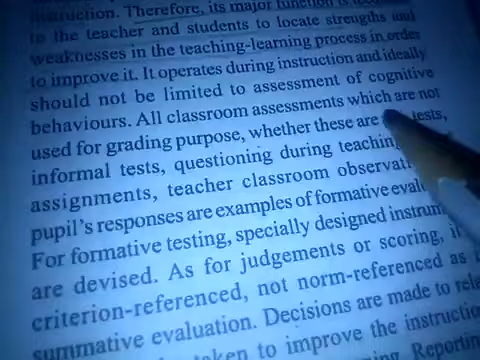 instruction. Therefore, its major function is
to the teacher and students to locate strengths and
weaknesses in the teaching-learning process in order
to improve it. It operates during instruction and ideally
should not be limited to assessment of cognitive
behaviours. All classroom assessments which are not
used for grading purpose, whether these are tests,
informal tests, questioning during teaching
assignments, teacher classroom
pupil's responses are examples of formative
For formative testing, specially designed
are devised. As for judgements or scoring,
criterion-referenced, not norm-referenced as
summative evaluation. Decisions are made to
taken to improve the